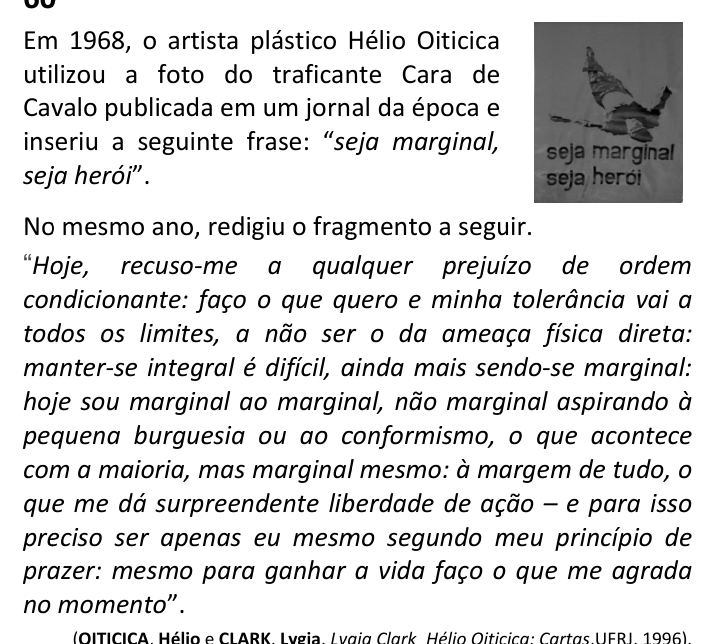 60
Em 1968, o artista plástico Hélio Oiticica
utilizou a foto do traficante Cara de
Cavalo publicada em um jornal da época e
inseriu a seguinte frase: “seja marginal,
seja herói”.
seja marginal
seja herói
No mesmo ano, redigiu o fragmento a seguir.
“Hoje, recuso-me a qualquer prejuízo de ordem
condicionante: faço o que quero e minha tolerância vai a
todos os limites, a não ser o da ameaça física direta:
manter-se integral é difícil, ainda mais sendo-se marginal:
hoje sou marginal ao marginal, não marginal aspirando à
pequena burguesia ou ao conformismo, o que acontece
com a maioria, mas marginal mesmo: à margem de tudo, o
que me dá surpreendente liberdade de ação – e para isso
preciso ser apenas eu mesmo segundo meu princípio de
prazer: mesmo para ganhar a vida faço o que me agrada
no momento”.
(OITICICA, Hélio e CLARK, Lygia. Lygia Clark Hélio Oiticica: Cartas.UFRJ, 1996).